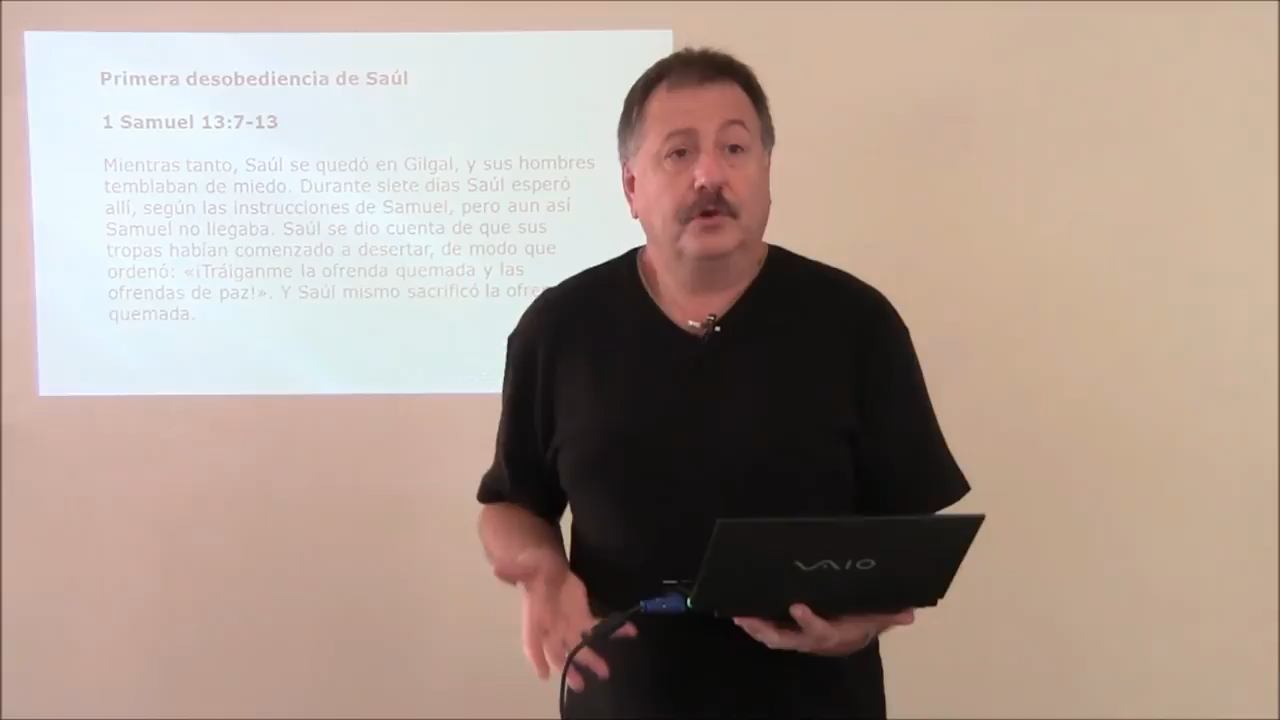 Primera desobediencia de Saúl
1 Samuel 13:7-13
Mientras tanto, Saúl se quedó en Gilgal, y sus hombres
temblaban de miedo. Durante siete días Saúl esperó
allí, según las instrucciones de Samuel, pero aun así
Samuel no llegaba. Saúl se dio cuenta de que sus
tropas habían comenzado a desertar, de modo que
ordenó: «¡Tráiganme la ofrenda quemada y las
ofrendas de paz!». Y Saúl mismo sacrificó la
quemada.
VAIO